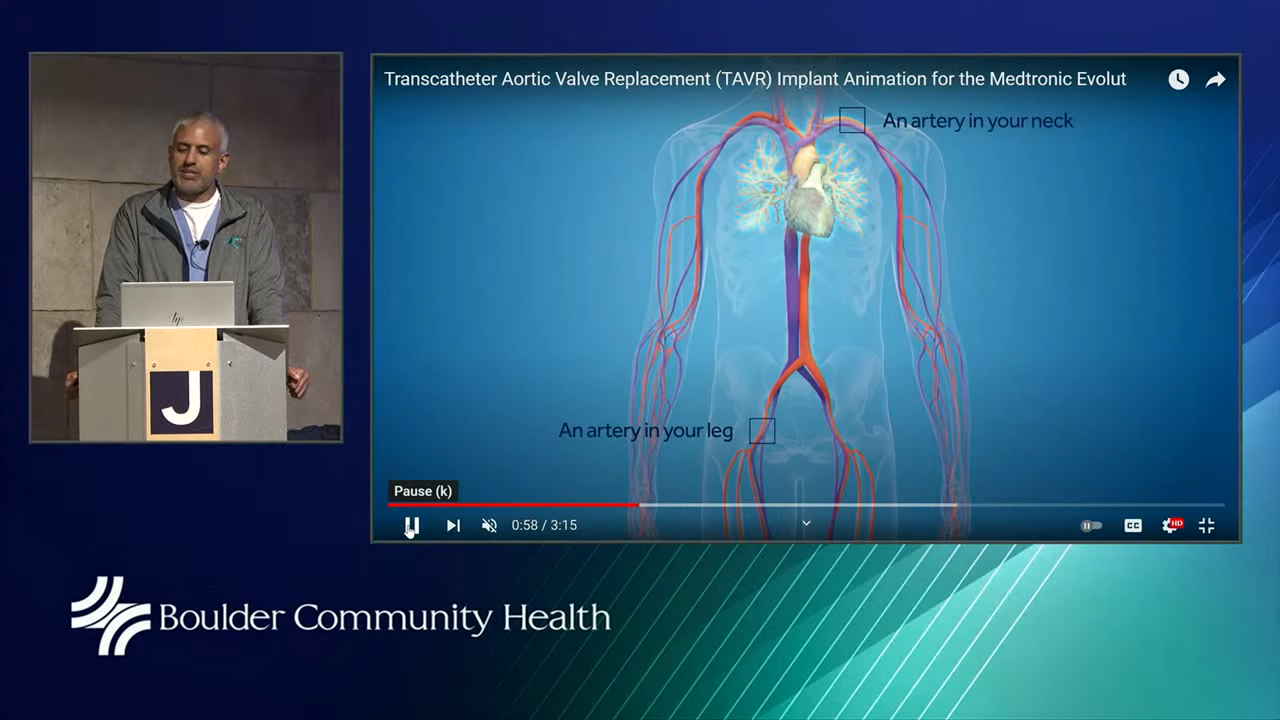 Transcatheter Aortic Valve Replacement (TAVR) Implant Animation for the Medtronic Evolut
An artery in your neck
An artery in your leg
Pause (k)
0:58 / 3:15
CC
HD
hp
J
Boulder Community Health